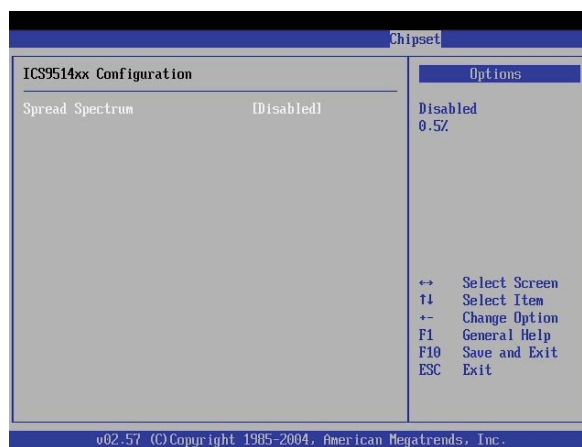 Chipset
ICS9514xx Configuration
Spread Spectrum [Disabled]
Options
Disabled
0.5%
↔ Select Screen
↑↓ Select Item
+- Change Option
F1 General Help
F10 Save and Exit
ESC Exit
v02.57 (C)Copyright 1985-2004, American Megatrends, Inc.